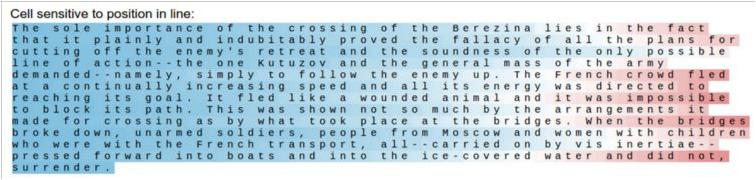 Cell sensitive to position in line:
The sole importance of the crossing of the Berezina lies in the fact
that it plainly and indubitably proved the fallacy of all the plans for
cutting off the enemy's retreat and the soundness of the only possible
line of action--the one Kutuzov and the general mass of the army
demanded--namely, simply to follow the enemy up. The French crowd fled
at a continually increasing speed and all its energy was directed to
reaching its goal. It fled like a wounded animal and it was impossible
to block its path. This was shown not so much by the arrangements it
made for crossing as by what took place at the bridges. When the bridges
broke down, unarmed soldiers, people from Moscow and women with children
who were with the French transport, all--carried on by vis inertiae--
pressed forward into boats and into the ice-covered water and did not,
surrender.